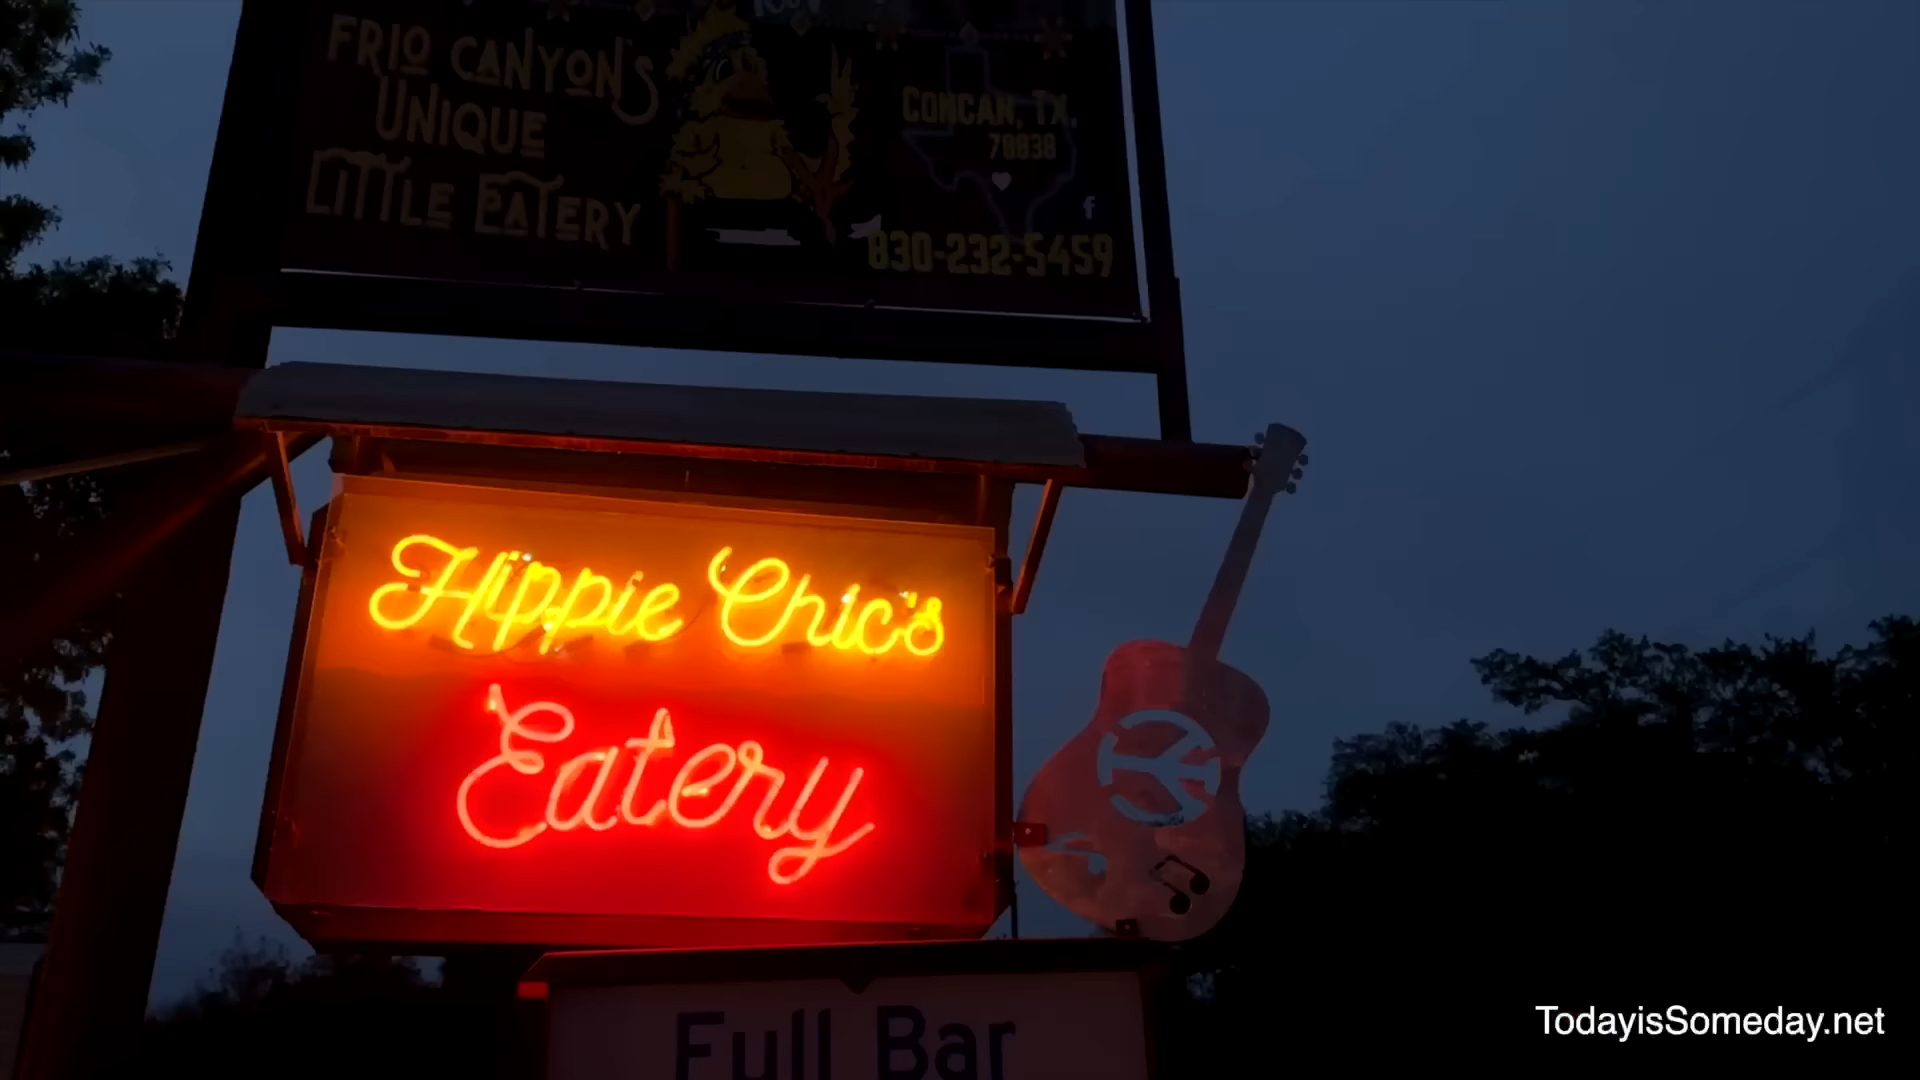 FRIO CANYON'S
UNIQUE
LITTLE EATERY
CONCAN, TX.
78838
f
830-232-5459
Hippie Chic's
Eatery
Full Bar
TodayisSomeday.net